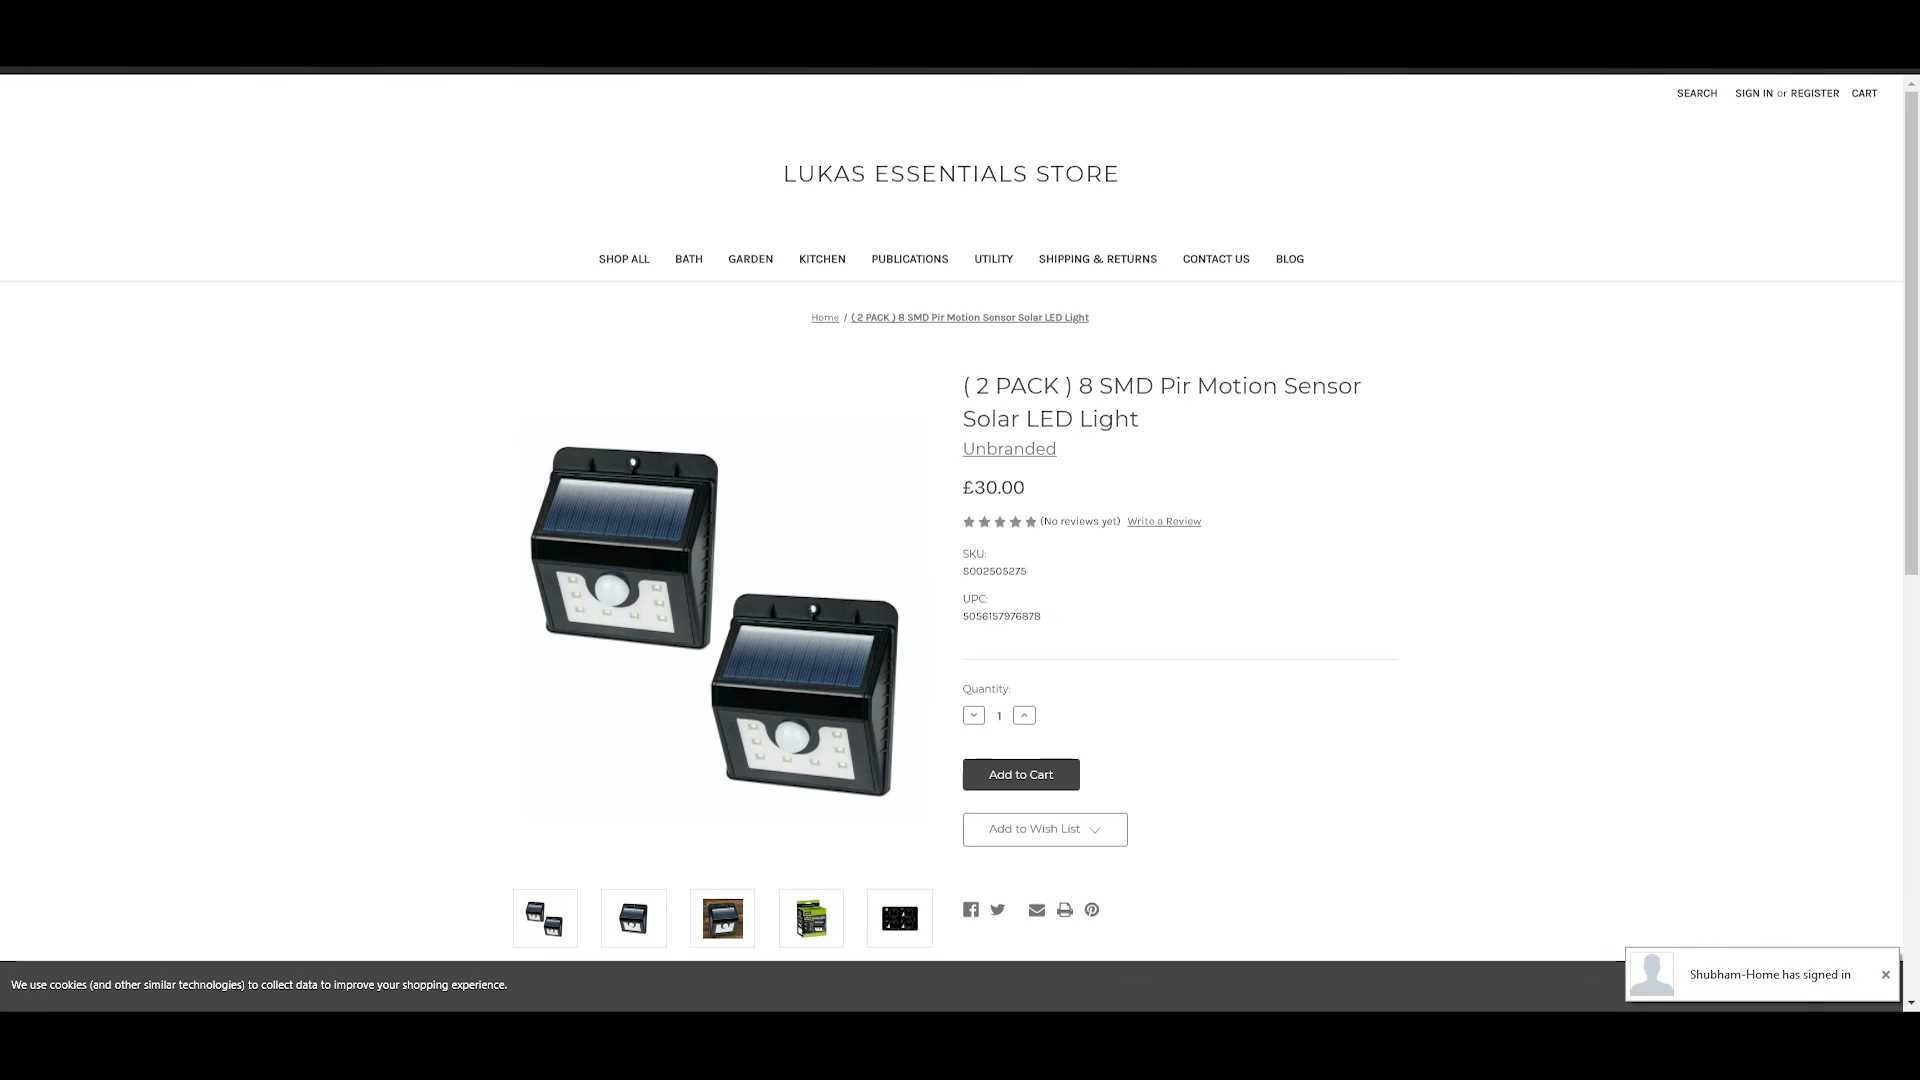 SEARCH SIGN IN or REGISTER CART
LUKAS ESSENTIALS STORE
SHOP ALL BATH GARDEN KITCHEN PUBLICATIONS UTILITY SHIPPING & RETURNS CONTACT US BLOG
Home / ( 2 PACK ) 8 SMD Pir Motion Sensor Solar LED Light
( 2 PACK ) 8 SMD Pir Motion Sensor
Solar LED Light
Unbranded
£30.00
(No reviews yet) Write a Review
SKU:
S002505275
UPC:
5056157976878
Quantity:
1
Add to Cart
Add to Wish List
We use cookies (and other similar technologies) to collect data to improve your shopping experience.
Shubham-Home has signed in